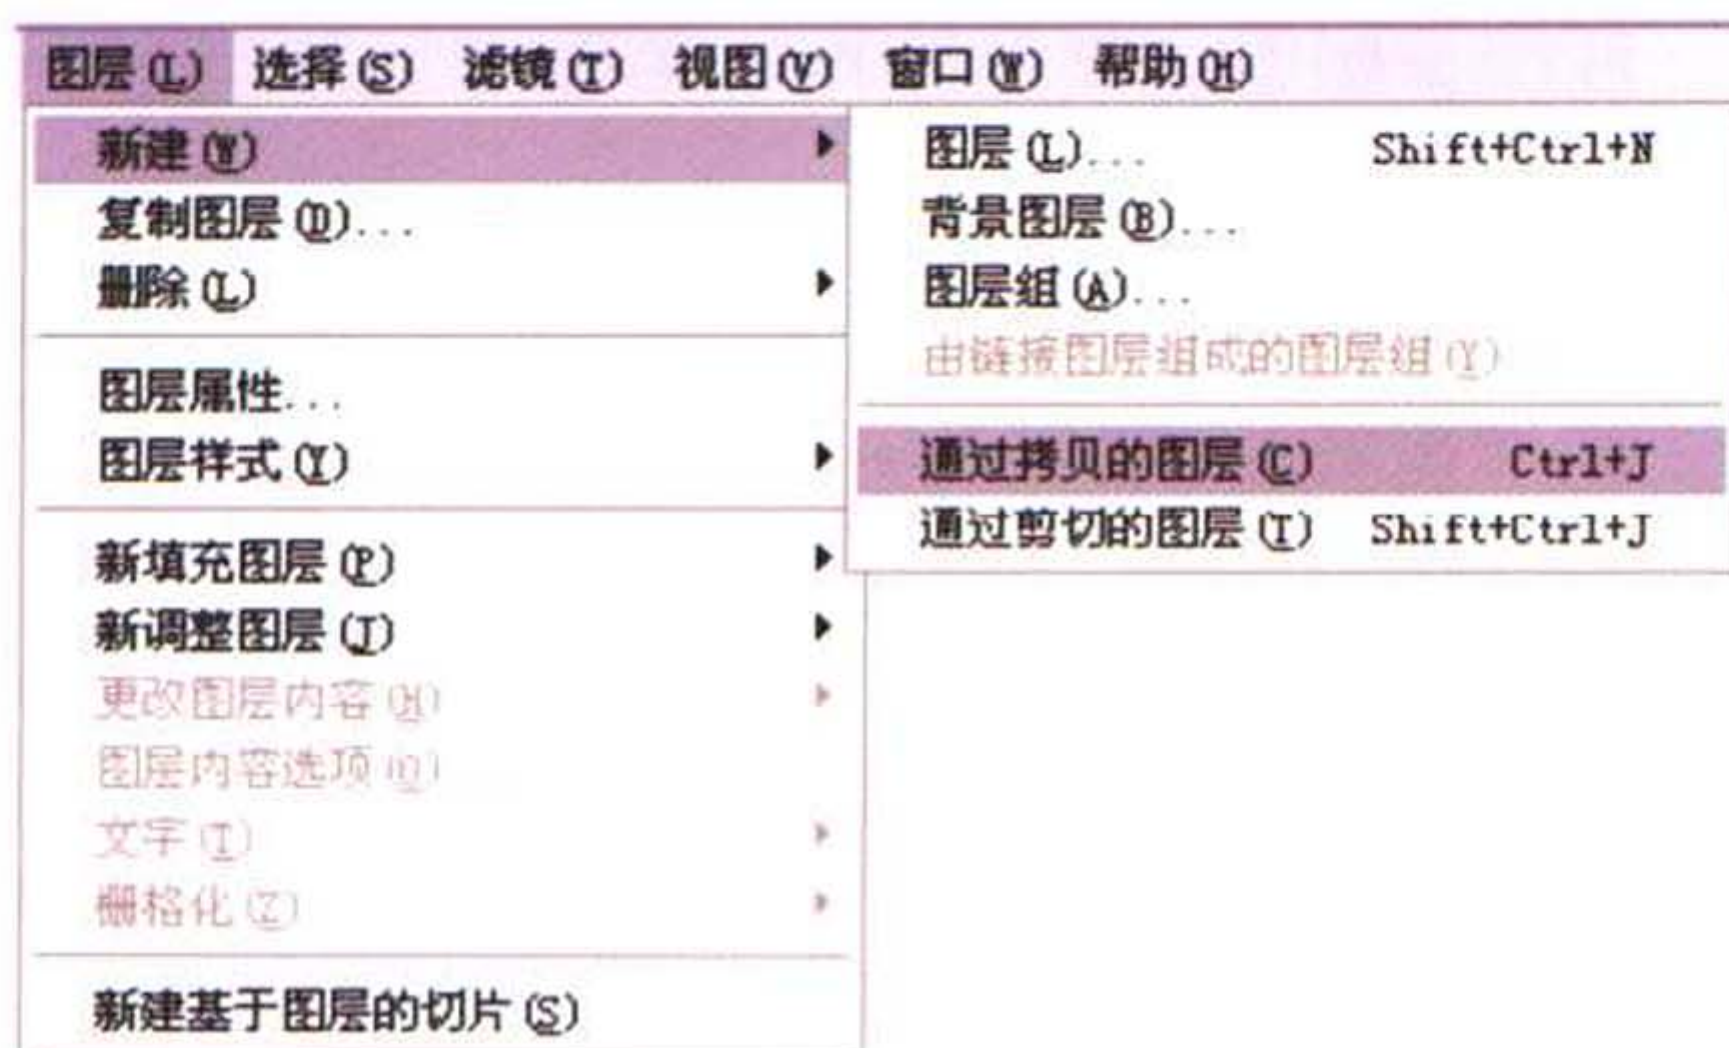 图层(L) 选择(S) 滤镜(T) 视图(V) 窗口(W) 帮助(H)
新建(W)
复制图层(D)...
删除(L)
图层属性...
图层样式(Y)
新填充图层(P)
新调整图层(J)
更改图层内容(H)
图层内容选项(O)...
文字(T)
栅格化(Z)
新建基于图层的切片(S)
图层(L)... Shift+Ctrl+N
背景图层(B)...
图层组(A)...
由链接图层组成的图层组(Y)
通过拷贝的图层(C) Ctrl+J
通过剪切的图层(T) Shift+Ctrl+J